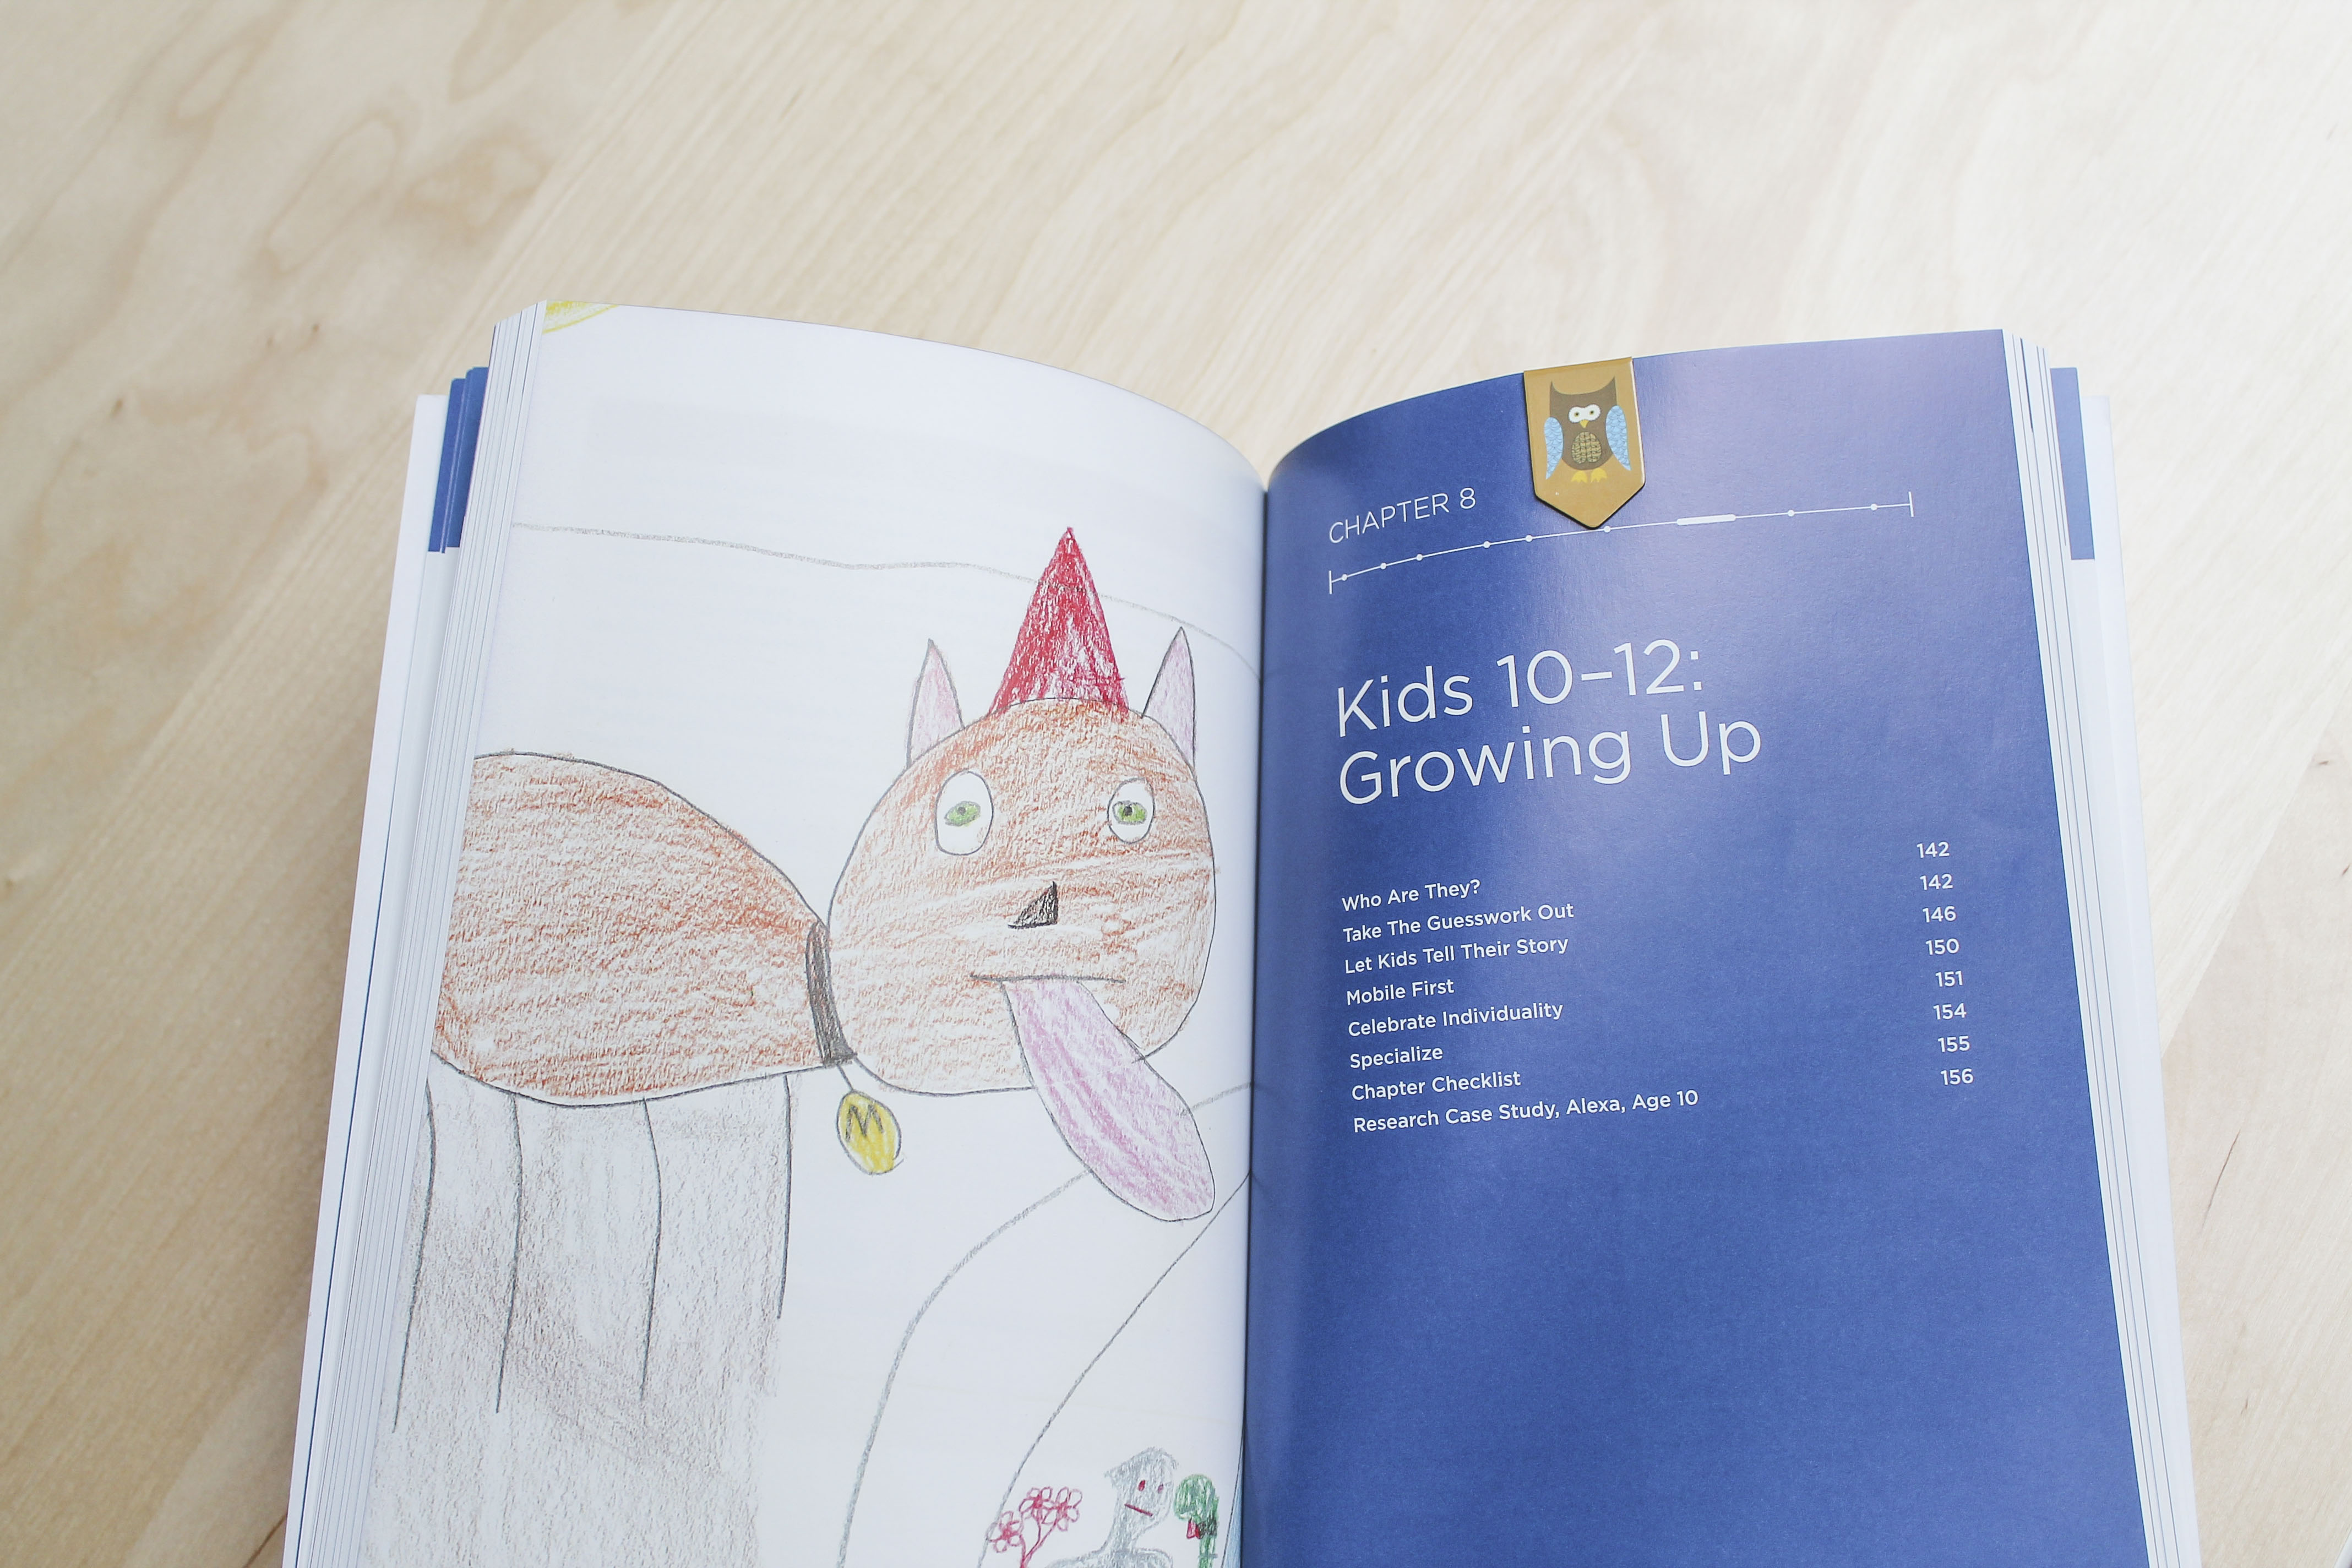 M
CHAPTER 8
Kids 10–12:
Growing Up
Who Are They? 142
Take The Guesswork Out 142
Let Kids Tell Their Story 146
Mobile First 150
Celebrate Individuality 151
Specialize 154
Chapter Checklist 155
Research Case Study, Alexa, Age 10 156